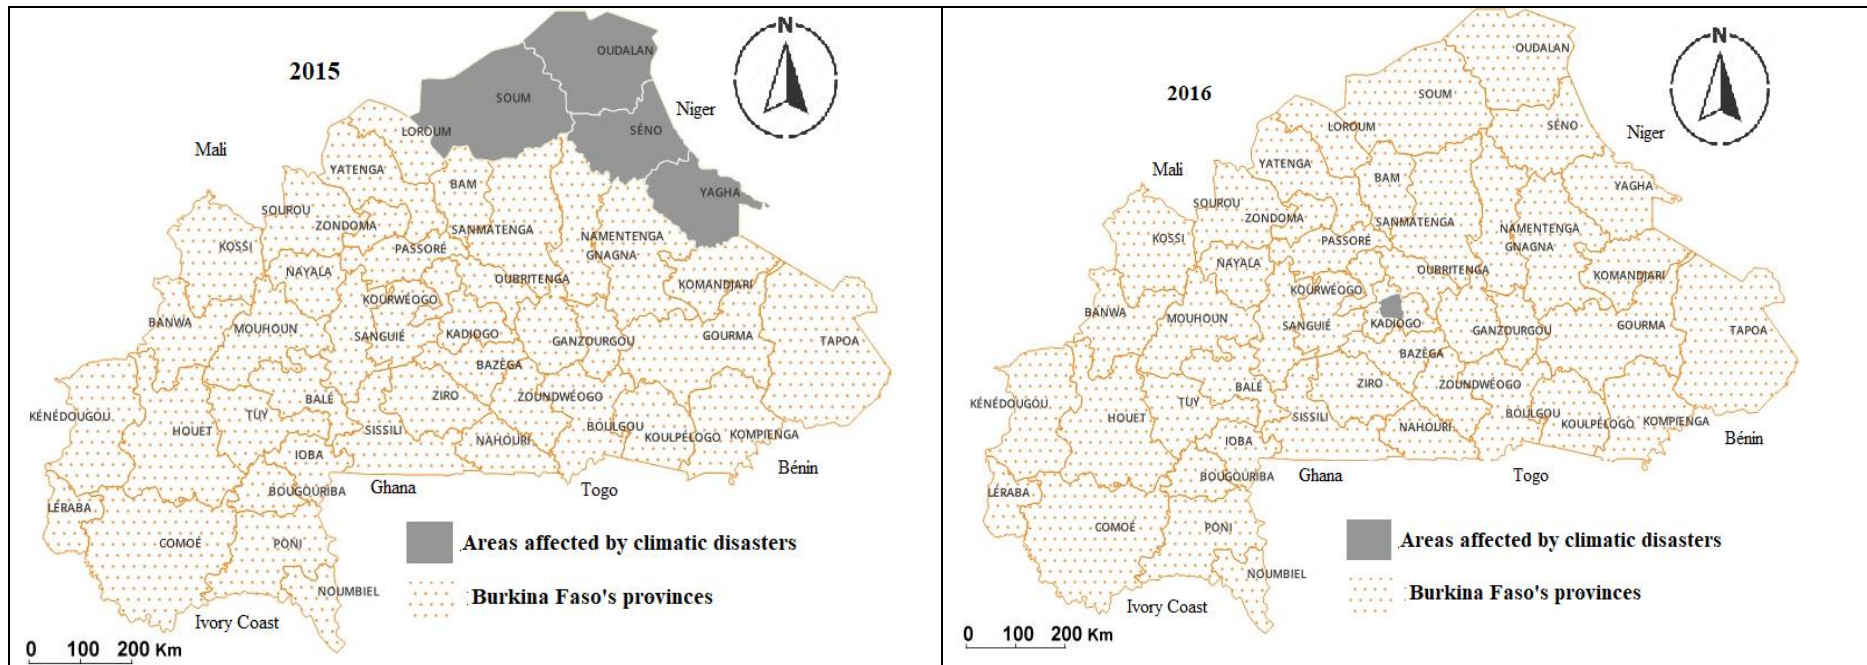 N
2015
OUDALAN
SOUM
Niger
LOROUM
SÉNO
Mali
YATENGA
BAM
YAGHA
SOUROU
ZONDOMA
SANMATENGA
KOSSI
PASSORÉ
NAMENTENGA
GNAGNA
NAYALA
OUBRITENGA
KOMANDJARI
KOURWÉOGO
BANWA
MOUHOUN
SANGUIÉ
KADIOGO
GANZOURGOU
GOURMA
TAPOA
BAZÈGA
BALÉ
ZIRO
ZOUNDWÉOGO
KÉNÉDOUGOU
TUY
HOUET
SISSILI
NAHOURI
BOULGOU
KOULPÉLOGO
KOMPIENGA
IOBA
Bénin
BOUGOURIBA
Ghana
Togo
LÉRABA
COMOÉ
PONI
Areas affected by climatic disasters
NOUMBIEL
Burkina Faso's provinces
Ivory Coast
0 100 200 Km
N
2016
OUDALAN
SOUM
LOROUM
SÉNO
Niger
Mali
YATENGA
BAM
YAGHA
SOUROU
ZONDOMA
SANMATENGA
KOSSI
PASSORÉ
NAMENTENGA
GNAGNA
NAYALA
OUBRITENGA
KOMANDJARI
KOURWÉOGO
BANWA
MOUHOUN
SANGUIÉ
KADIOGO
GANZOURGOU
GOURMA
TAPOA
BAZÈGA
BALÉ
ZIRO
ZOUNDWÉOGO
KÉNÉDOUGOU
TUY
HOUET
SISSILI
NAHOURI
BOULGOU
KOULPÉLOGO
KOMPIENGA
IOBA
Bénin
BOUGOURIBA
Ghana
Togo
LÉRABA
COMOÉ
PONI
Areas affected by climatic disasters
NOUMBIEL
Burkina Faso's provinces
Ivory Coast
0 100 200 Km